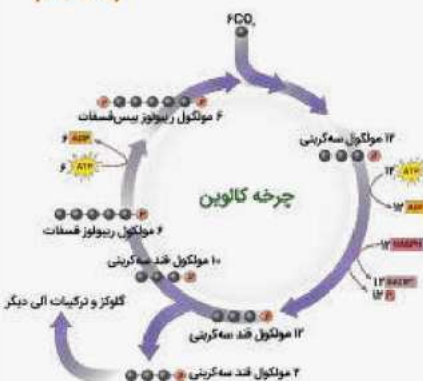 ۶CO₂
۶ مولکول ریبولوز بیس‌فسفات
۱۲ مولکول سه‌کربنی
۶ ADP
۶ ATP
۱۲ ATP
۱۲ ADP
چرخه کالوین
۶ مولکول ریبولوز فسفات
۱۲ NADPH
۱۲ NADP⁺
۱۲ P
۱۰ مولکول قند سه‌کربنی
گلوکز و ترکیبات آلی دیگر
۱۲ مولکول قند سه‌کربنی
۲ مولکول قند سه‌کربنی